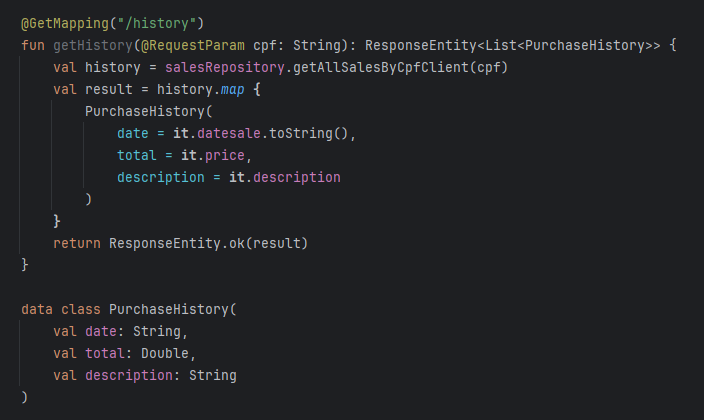 @GetMapping("/history")
fun getHistory(@RequestParam cpf: String): ResponseEntity<List<PurchaseHistory>> {
    val history = salesRepository.getAllSalesByCpfClient(cpf)
    val result = history.map {
        PurchaseHistory(
            date = it.datesale.toString(),
            total = it.price,
            description = it.description
        )
    }
    return ResponseEntity.ok(result)
}

data class PurchaseHistory(
    val date: String,
    val total: Double,
    val description: String
)